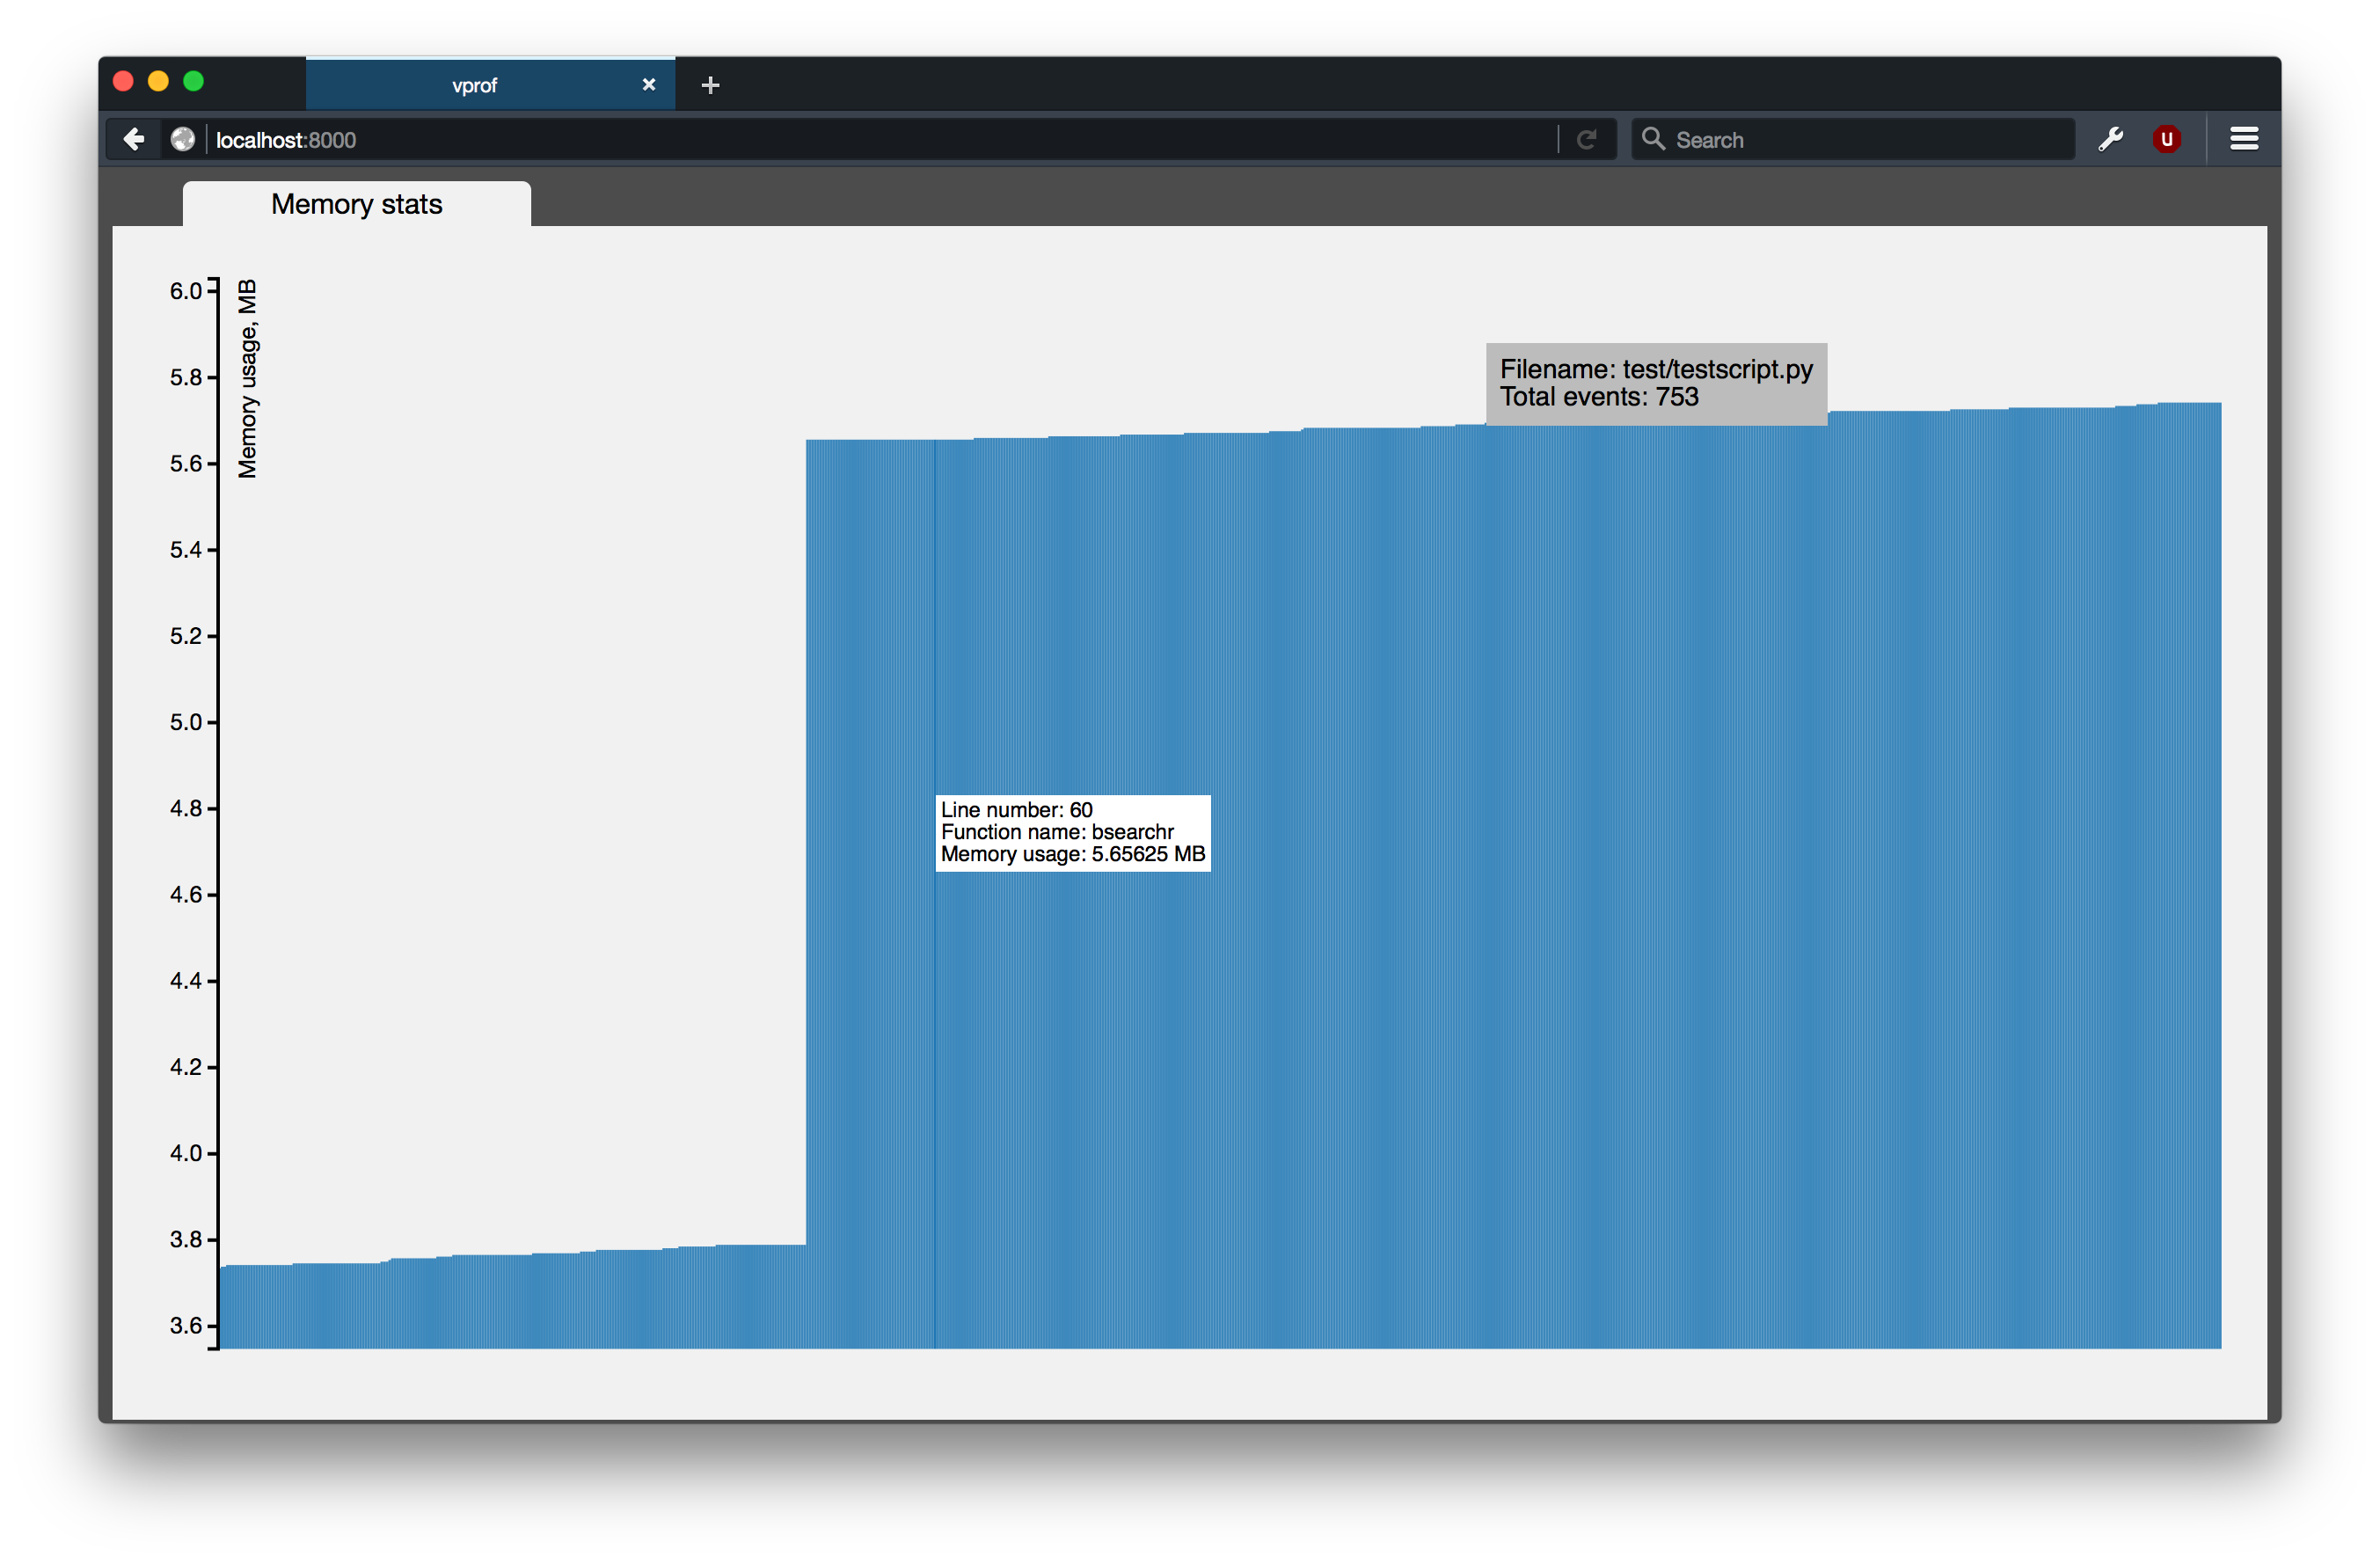 vprof
localhost:8000
Search
U
Memory stats
Memory usage, MB
6.0
5.8
5.6
5.4
5.2
5.0
4.8
4.6
4.4
4.2
4.0
3.8
3.6
Filename: test/testscript.py
Total events: 753
Line number: 60
Function name: bsearchr
Memory usage: 5.65625 MB